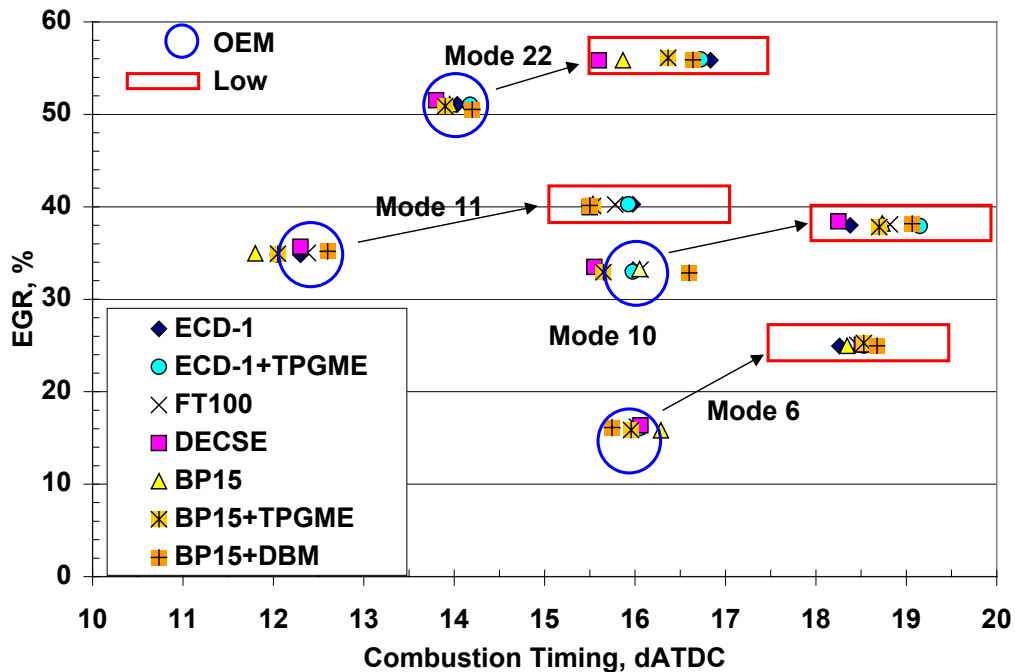 60
50
40
30
20
10
0
EGR, %
OEM
Low
Mode 22
Mode 11
Mode 10
Mode 6
ECD-1
ECD-1+TPGME
FT100
DECSE
BP15
BP15+TPGME
BP15+DBM
10 11 12 13 14 15 16 17 18 19 20
Combustion Timing, dATDC